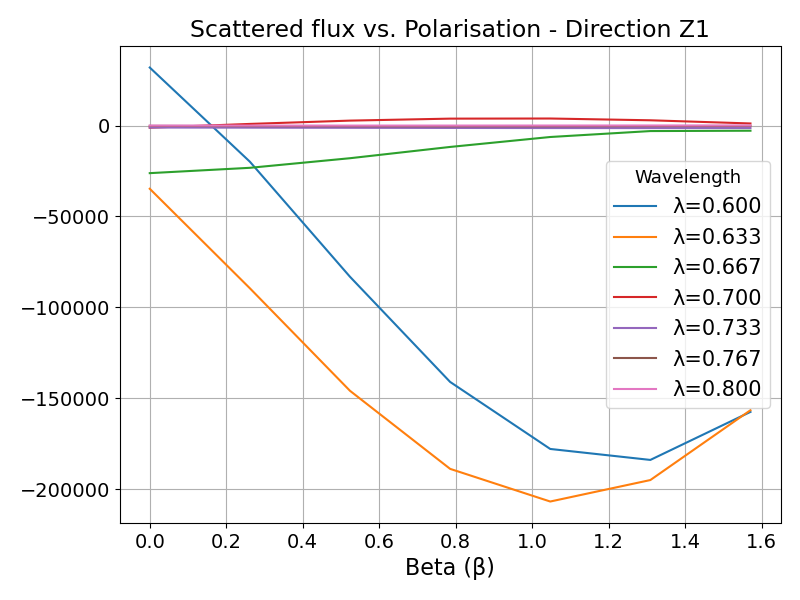 Scattered flux vs. Polarisation - Direction Z1
0
−50000
−100000
−150000
−200000
Wavelength
λ=0.600
λ=0.633
λ=0.667
λ=0.700
λ=0.733
λ=0.767
λ=0.800
0.0 0.2 0.4 0.6 0.8 1.0 1.2 1.4 1.6
Beta (β)